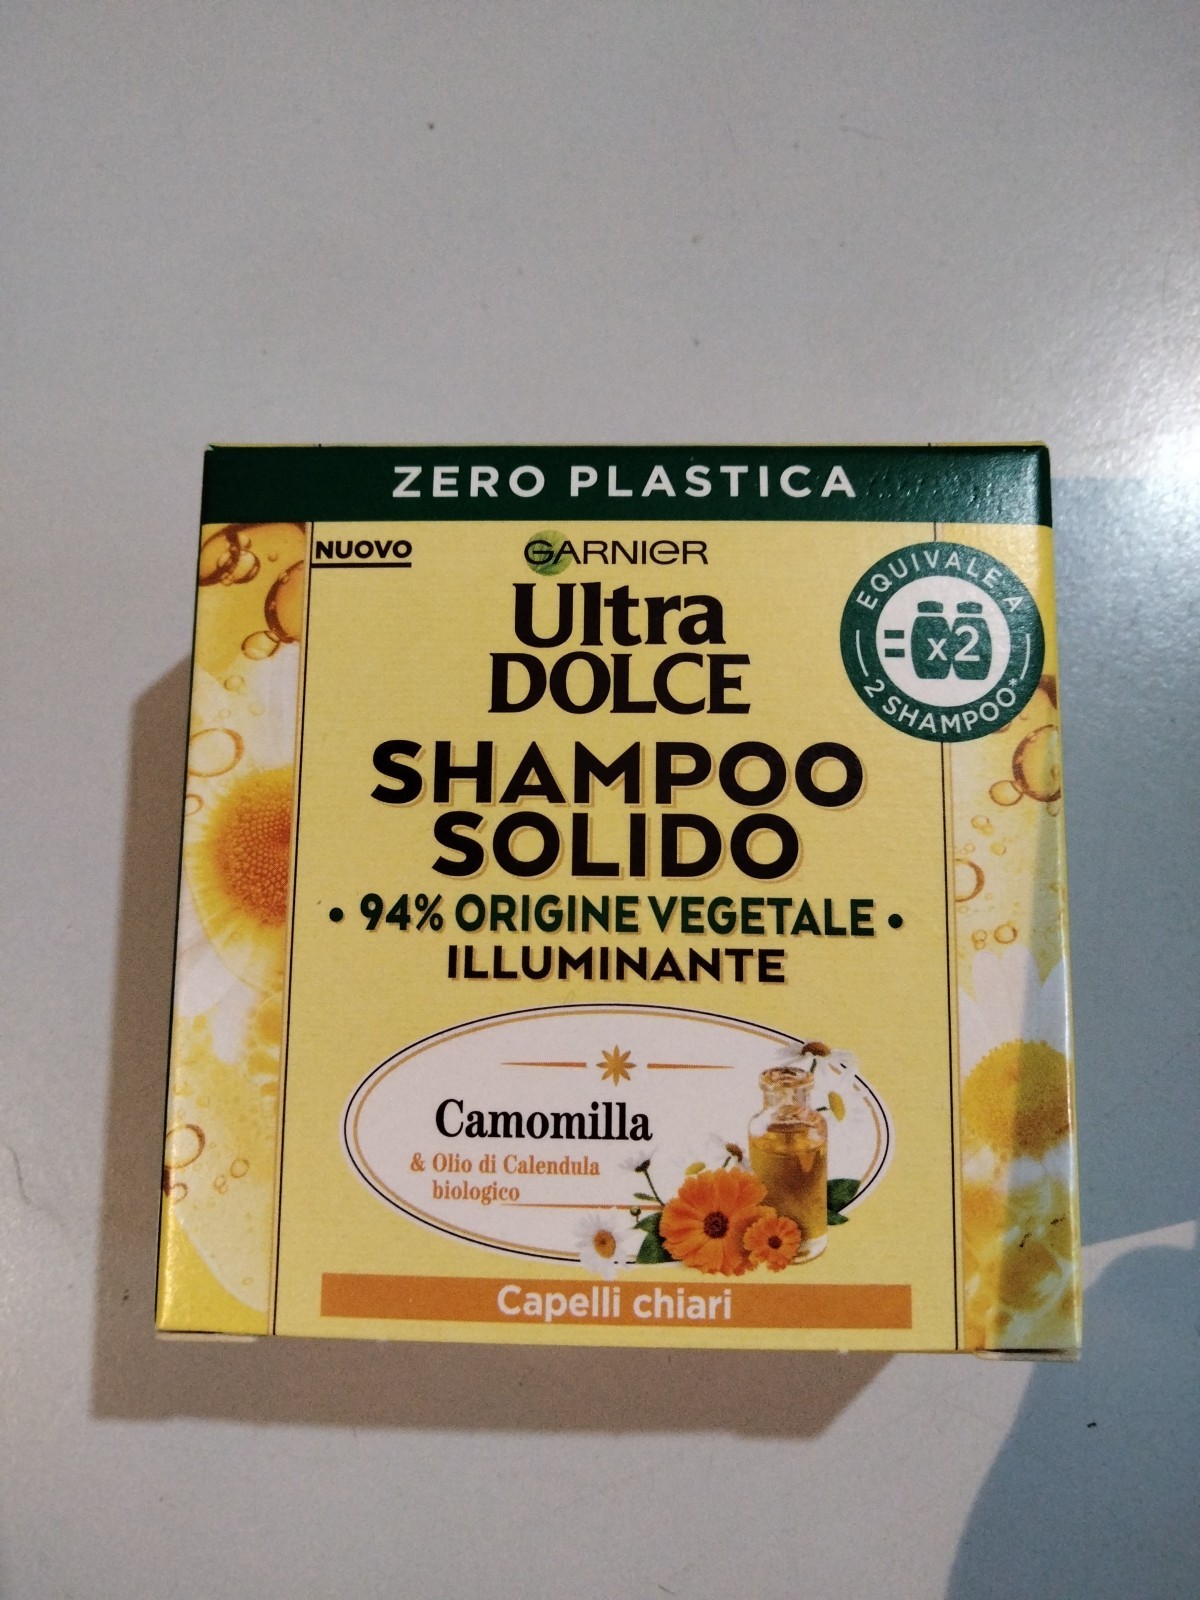 ZERO PLASTICA
NUOVO
GARNIER
Ultra
DOLCE
EQUIVALE A
= x2
2 SHAMPOO*
SHAMPOO
SOLIDO
• 94% ORIGINE VEGETALE •
ILLUMINANTE
Camomilla
& Olio di Calendula
biologico
Capelli chiari